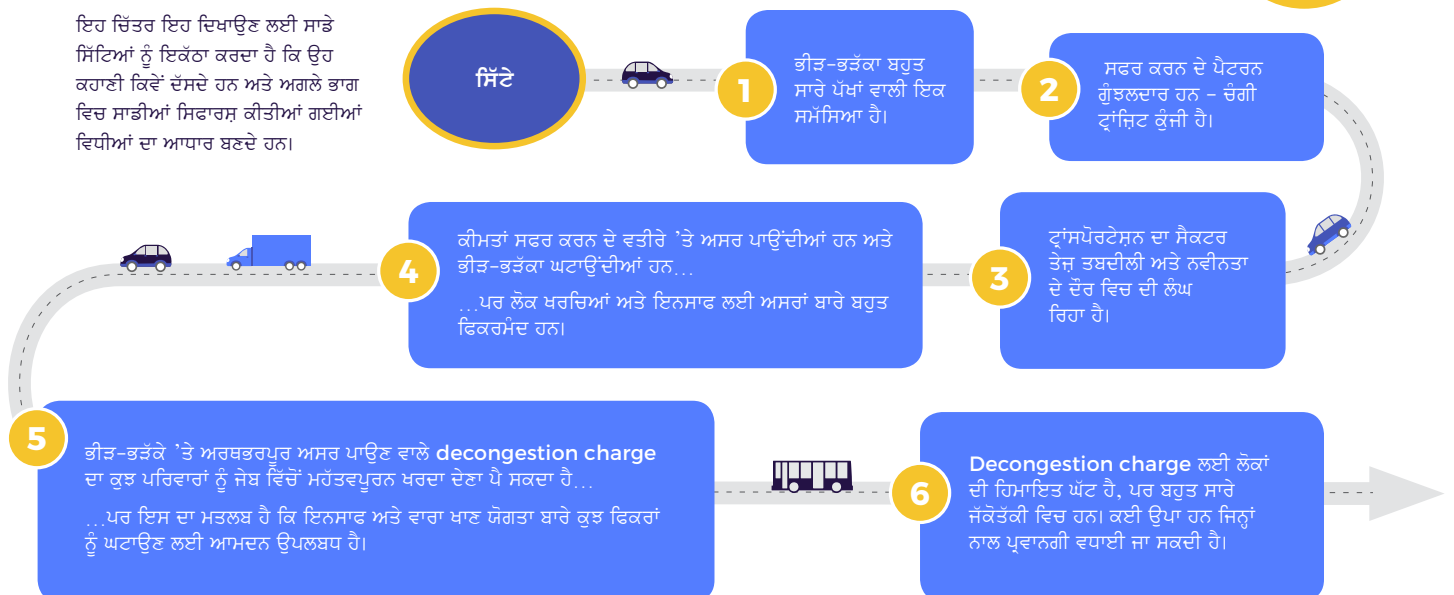 ਇਹ ਚਿੱਤਰ ਇਹ ਦਿਖਾਉਣ ਲਈ ਸਾਡੇ
ਸਿੱਟਿਆਂ ਨੂੰ ਇਕੱਠਾ ਕਰਦਾ ਹੈ ਕਿ ਉਹ
ਕਹਾਣੀ ਕਿਵੇਂ ਦੱਸਦੇ ਹਨ ਅਤੇ ਅਗਲੇ ਭਾਗ
ਵਿਚ ਸਾਡੀਆਂ ਸਿਫਾਰਸ਼ ਕੀਤੀਆਂ ਗਈਆਂ
ਵਿਧੀਆਂ ਦਾ ਆਧਾਰ ਬਣਦੇ ਹਨ।
ਸਿੱਟੇ
1
ਭੀੜ-ਭੜੱਕਾ ਬਹੁਤ
ਸਾਰੇ ਪੱਖਾਂ ਵਾਲੀ ਇਕ
ਸਮੱਸਿਆ ਹੈ।
2
ਸਫਰ ਕਰਨ ਦੇ ਪੈਟਰਨ
ਗੁੰਝਲਦਾਰ ਹਨ – ਚੰਗੀ
ਟ੍ਰਾਂਜ਼ਿਟ ਕੁੰਜੀ ਹੈ।
3
ਟ੍ਰਾਂਸਪੋਰਟੇਸ਼ਨ ਦਾ ਸੈਕਟਰ
ਤੇਜ਼ ਤਬਦੀਲੀ ਅਤੇ ਨਵੀਨਤਾ
ਦੇ ਦੌਰ ਵਿਚ ਦੀ ਲੰਘ
ਰਿਹਾ ਹੈ।
4
ਕੀਮਤਾਂ ਸਫਰ ਕਰਨ ਦੇ ਵਤੀਰੇ ’ਤੇ ਅਸਰ ਪਾਉਂਦੀਆਂ ਹਨ ਅਤੇ
ਭੀੜ-ਭੜੱਕਾ ਘਟਾਉਂਦੀਆਂ ਹਨ…
…ਪਰ ਲੋਕ ਖਰਚਿਆਂ ਅਤੇ ਇਨਸਾਫ ਲਈ ਅਸਰਾਂ ਬਾਰੇ ਬਹੁਤ
ਫਿਕਰਮੰਦ ਹਨ।
5
ਭੀੜ-ਭੜੱਕੇ ’ਤੇ ਅਰਥਭਰਪੂਰ ਅਸਰ ਪਾਉਣ ਵਾਲੇ decongestion charge
ਦਾ ਕੁਝ ਪਰਿਵਾਰਾਂ ਨੂੰ ਜੇਬ ਵਿੱਚੋਂ ਮਹੱਤਵਪੂਰਨ ਖਰਦਾ ਦੇਣਾ ਪੈ ਸਕਦਾ ਹੈ…
…ਪਰ ਇਸ ਦਾ ਮਤਲਬ ਹੈ ਕਿ ਇਨਸਾਫ ਅਤੇ ਵਾਰਾ ਖਾਣ ਯੋਗਤਾ ਬਾਰੇ ਕੁਝ ਫਿਕਰਾਂ
ਨੂੰ ਘਟਾਉਣ ਲਈ ਆਮਦਨ ਉਪਲਬਧ ਹੈ।
6
Decongestion charge ਲਈ ਲੋਕਾਂ
ਦੀ ਹਿਮਾਇਤ ਘੱਟ ਹੈ, ਪਰ ਬਹੁਤ ਸਾਰੇ
ਜੱਕੋਤੱਕੀ ਵਿਚ ਹਨ। ਕਈ ਉਪਾ ਹਨ ਜਿਨ੍ਹਾਂ
ਨਾਲ ਪ੍ਰਵਾਨਗੀ ਵਧਾਈ ਜਾ ਸਕਦੀ ਹੈ।